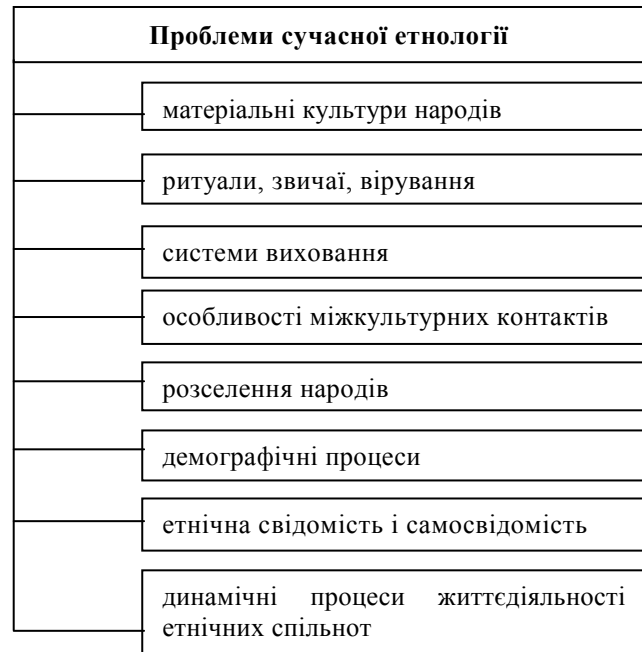 Проблеми сучасної етнології
матеріальні культури народів
ритуали, звичаї, вірування
системи виховання
особливості міжкультурних контактів
розселення народів
демографічні процеси
етнічна свідомість і самосвідомість
динамічні процеси життєдіяльності
етнічних спільнот